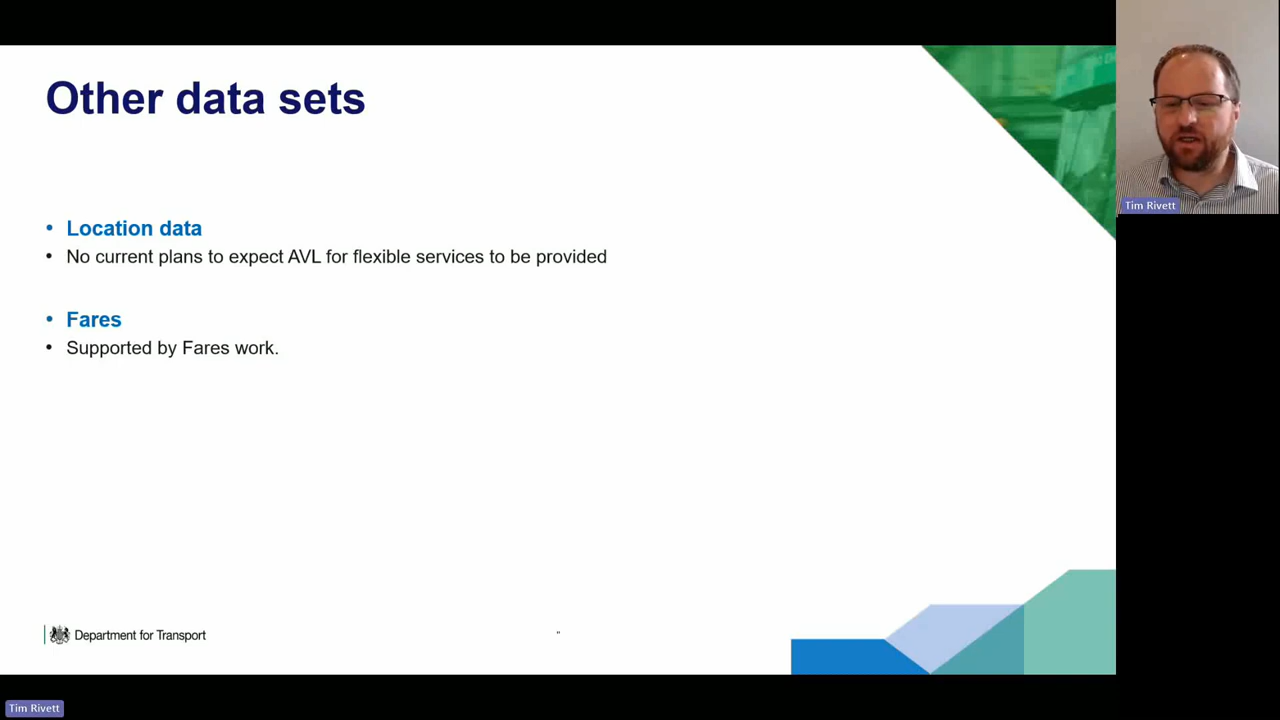 Other data sets
• Location data
• No current plans to expect AVL for flexible services to be provided
• Fares
• Supported by Fares work.
Department for Transport
"
Tim Rivett
Tim Rivett